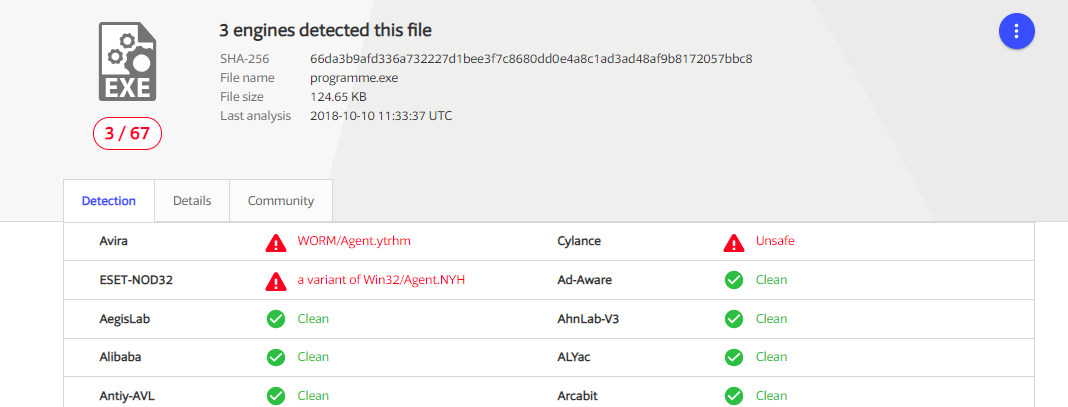 3 engines detected this file
SHA-256 66da3b9afd336a732227d1bee3f7c8680dd0e4a8c1ad3ad48af9b8172057bbc8
File name programme.exe
File size 124.65 KB
Last analysis 2018-10-10 11:33:37 UTC
EXE
3 / 67
Detection Details Community
Avira WORM/Agent.ytrhm Cylance Unsafe
ESET-NOD32 a variant of Win32/Agent.NYH Ad-Aware Clean
AegisLab Clean AhnLab-V3 Clean
Alibaba Clean ALYac Clean
Antiy-AVL Clean Arcabit Clean